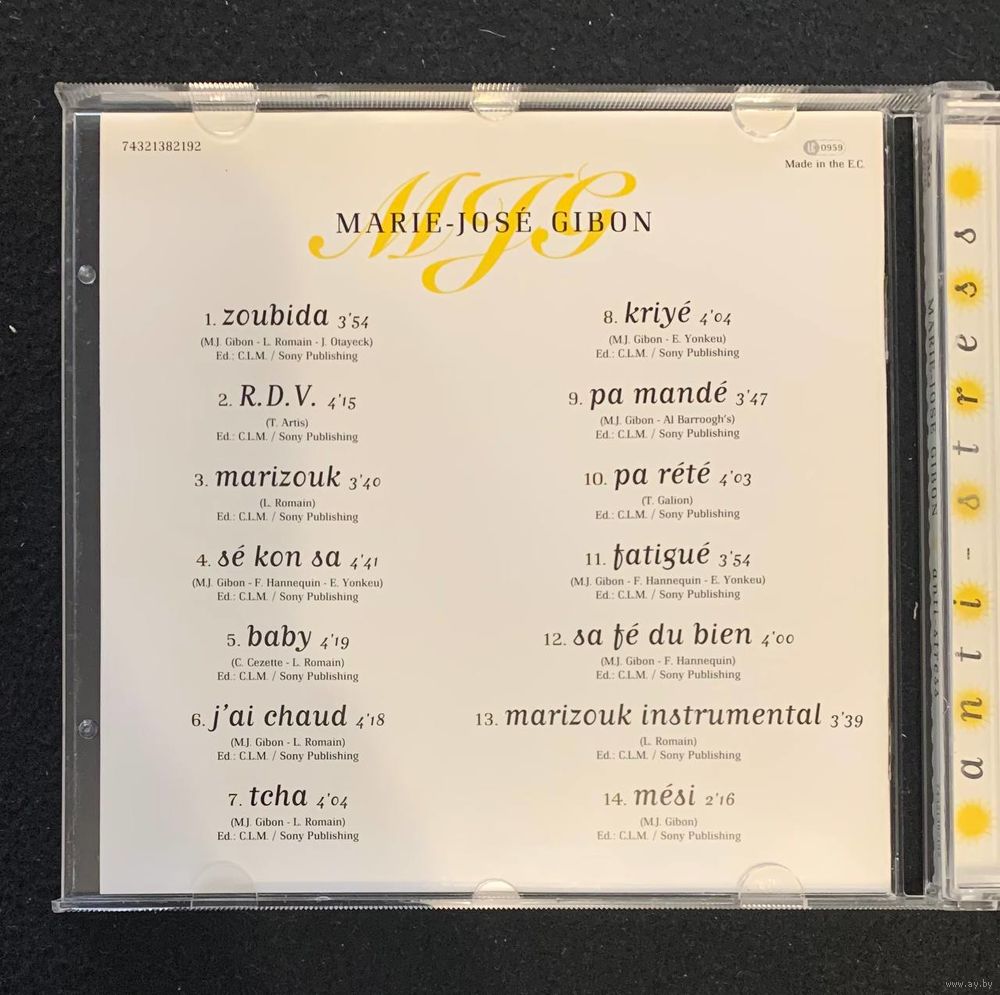 74321382192
LC 0959
Made in the E.C.
MJG
MARIE-JOSÉ GIBON
1. zoubida 3'54
(M.J. Gibon - L. Romain - J. Otayeck)
Ed.: C.L.M. / Sony Publishing
2. R.D.V. 4'15
(T. Artis)
Ed.: C.L.M. / Sony Publishing
3. marizouk 3'40
(L. Romain)
Ed.: C.L.M. / Sony Publishing
4. sé kon sa 4'41
(M.J. Gibon - F. Hannequin - E. Yonkeu)
Ed.: C.L.M. / Sony Publishing
5. baby 4'19
(C. Cezette - L. Romain)
Ed.: C.L.M. / Sony Publishing
6. j'ai chaud 4'18
(M.J. Gibon - L. Romain)
Ed.: C.L.M. / Sony Publishing
7. tcha 4'04
(M.J. Gibon - L. Romain)
Ed.: C.L.M. / Sony Publishing
8. kriyé 4'04
(M.J. Gibon - E. Yonkeu)
Ed.: C.L.M. / Sony Publishing
9. pa mandé 3'47
(M.J. Gibon - Al Barroogh's)
Ed.: C.L.M. / Sony Publishing
10. pa rété 4'03
(T. Galion)
Ed.: C.L.M. / Sony Publishing
11. fatigué 3'54
(M.J. Gibon - F. Hannequin - E. Yonkeu)
Ed.: C.L.M. / Sony Publishing
12. sa fé du bien 4'00
(M.J. Gibon - F. Hannequin)
Ed.: C.L.M. / Sony Publishing
13. marizouk instrumental 3'39
(L. Romain)
Ed.: C.L.M. / Sony Publishing
14. mési 2'16
(M.J. Gibon)
Ed.: C.L.M. / Sony Publishing
MARIE-JOSÉ GIBON anti-stress
anti-stress
www.ay.by